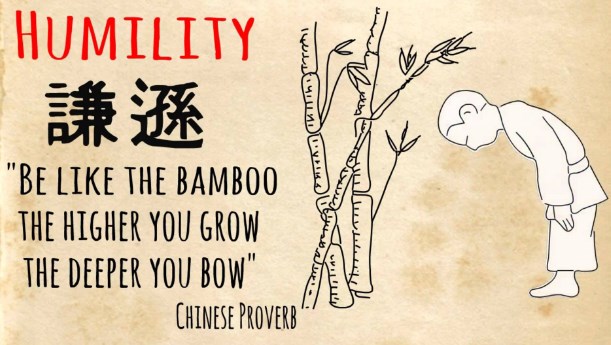 HUMILITY
謙遜
"BE LIKE THE BAMBOO
THE HIGHER YOU GROW
THE DEEPER YOU BOW"
CHINESE PROVERB